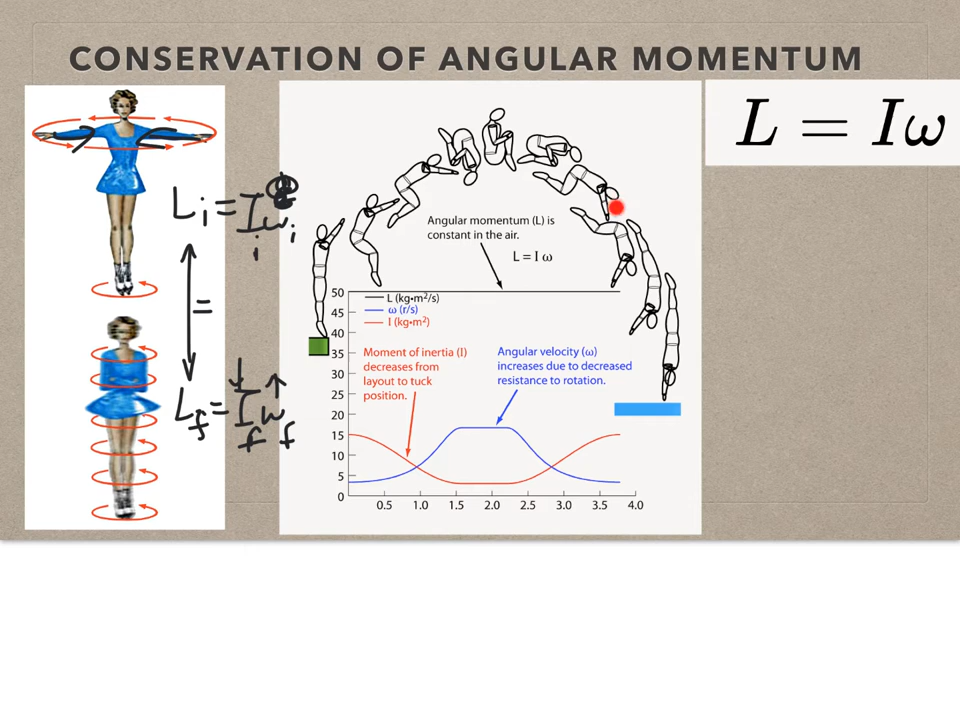 CONSERVATION OF ANGULAR MOMENTUM
L = Iω
Li = Iωi
i
=
Lf = Iωf
f
Angular momentum (L) is
constant in the air.
L = I ω
L (kg•m²/s)
ω (r/s)
I (kg•m²)
Moment of inertia (I)
decreases from
layout to tuck
position.
Angular velocity (ω)
increases due to decreased
resistance to rotation.
50
45
40
35
30
25
20
15
10
5
0
0.5 1.0 1.5 2.0 2.5 3.0 3.5 4.0